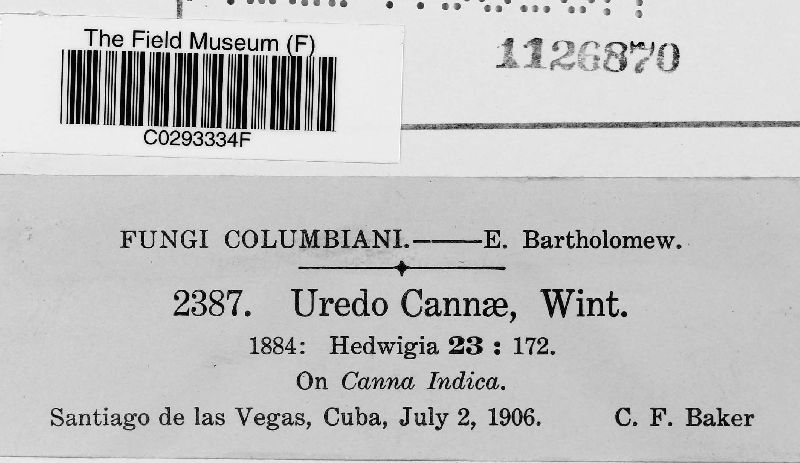 The Field Museum (F)
C0293334F
1126870
FUNGI COLUMBIANI.——E. Bartholomew.
2387. Uredo Cannæ, Wint.
1884: Hedwigia 23 : 172.
On Canna Indica.
Santiago de las Vegas, Cuba, July 2, 1906. C. F. Baker